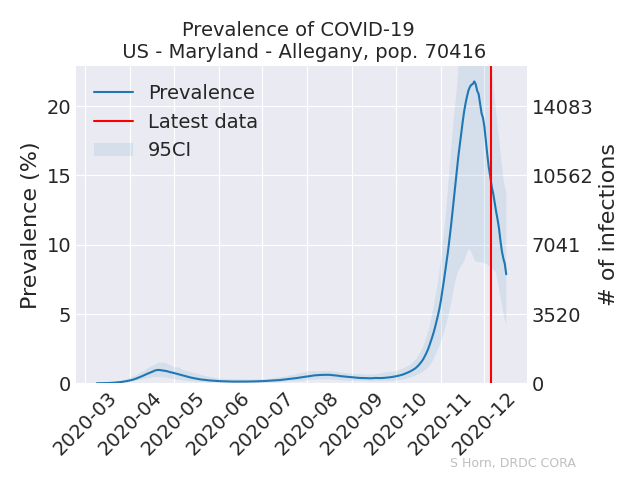 Prevalence of COVID-19
US - Maryland - Allegany, pop. 70416
Prevalence
Latest data
95CI
Prevalence (%)
20
15
10
5
0
14083
10562
7041
3520
0
# of infections
2020-03
2020-04
2020-05
2020-06
2020-07
2020-08
2020-09
2020-10
2020-11
2020-12
S Horn, DRDC CORA